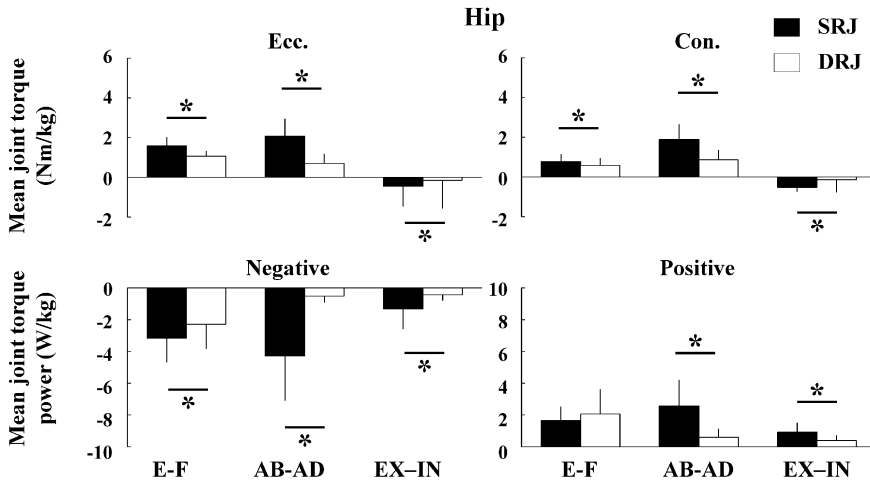 Hip
SRJ
DRJ
Ecc.
Con.
Mean joint torque
(Nm/kg)
6
4
2
0
-2
*
*
*
6
4
2
0
-2
*
*
*
Negative
Positive
Mean joint torque
power (W/kg)
0
-2
-4
-6
-8
-10
*
*
*
E-F
AB-AD
EX–IN
10
8
6
4
2
0
*
*
E-F
AB-AD
EX–IN